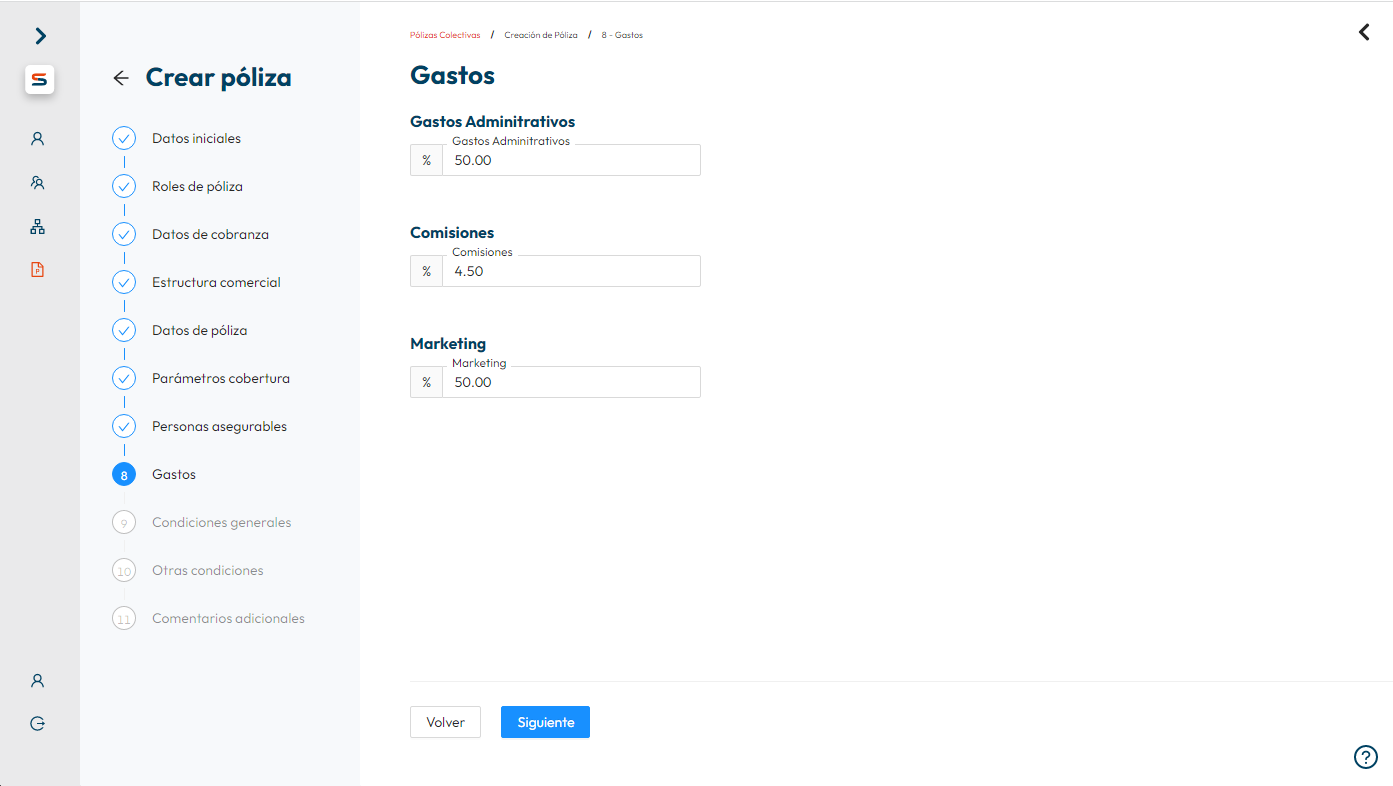 Pólizas Colectivas / Creación de Póliza / 8 - Gastos
Crear póliza
Datos iniciales
Roles de póliza
Datos de cobranza
Estructura comercial
Datos de póliza
Parámetros cobertura
Personas asegurables
8 Gastos
9 Condiciones generales
10 Otras condiciones
11 Comentarios adicionales
Gastos
Gastos Adminitrativos
Gastos Adminitrativos
% 50.00
Comisiones
Comisiones
% 4.50
Marketing
Marketing
% 50.00
Volver Siguiente